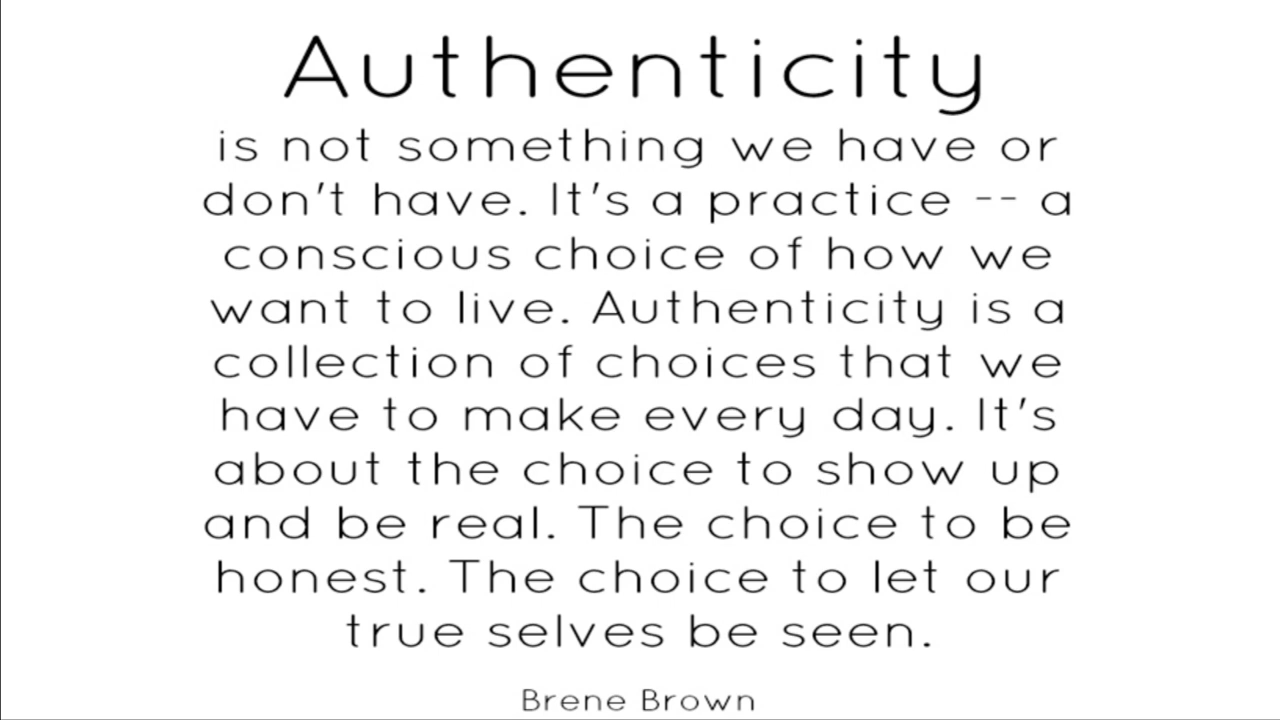 Authenticity
is not something we have or
don't have. It's a practice -- a
conscious choice of how we
want to live. Authenticity is a
collection of choices that we
have to make every day. It's
about the choice to show up
and be real. The choice to be
honest. The choice to let our
true selves be seen.
Brene Brown